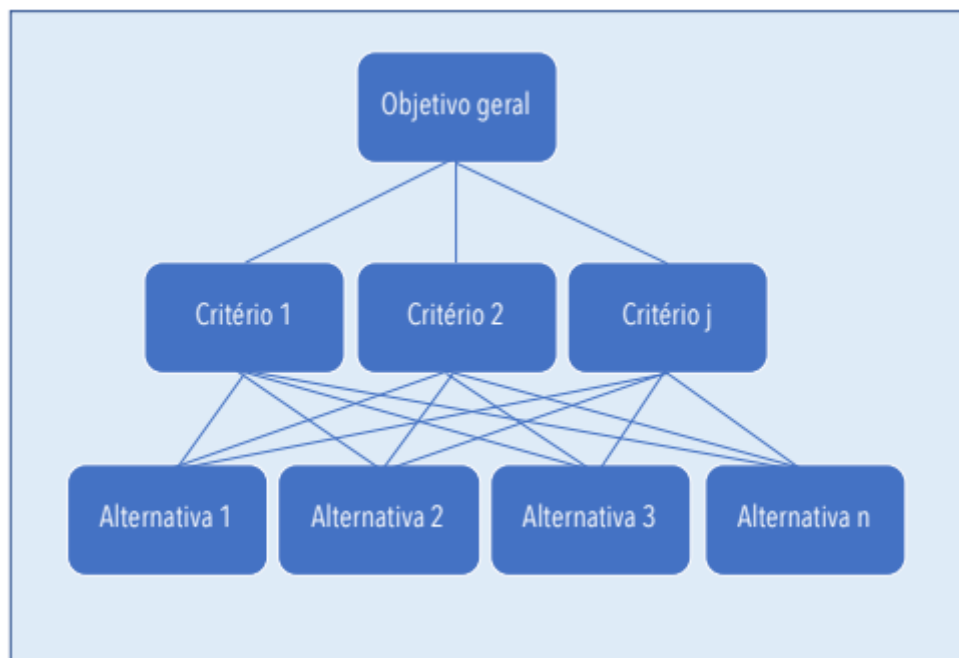 Objetivo geral
Critério 1
Critério 2
Critério j
Alternativa 1
Alternativa 2
Alternativa 3
Alternativa n